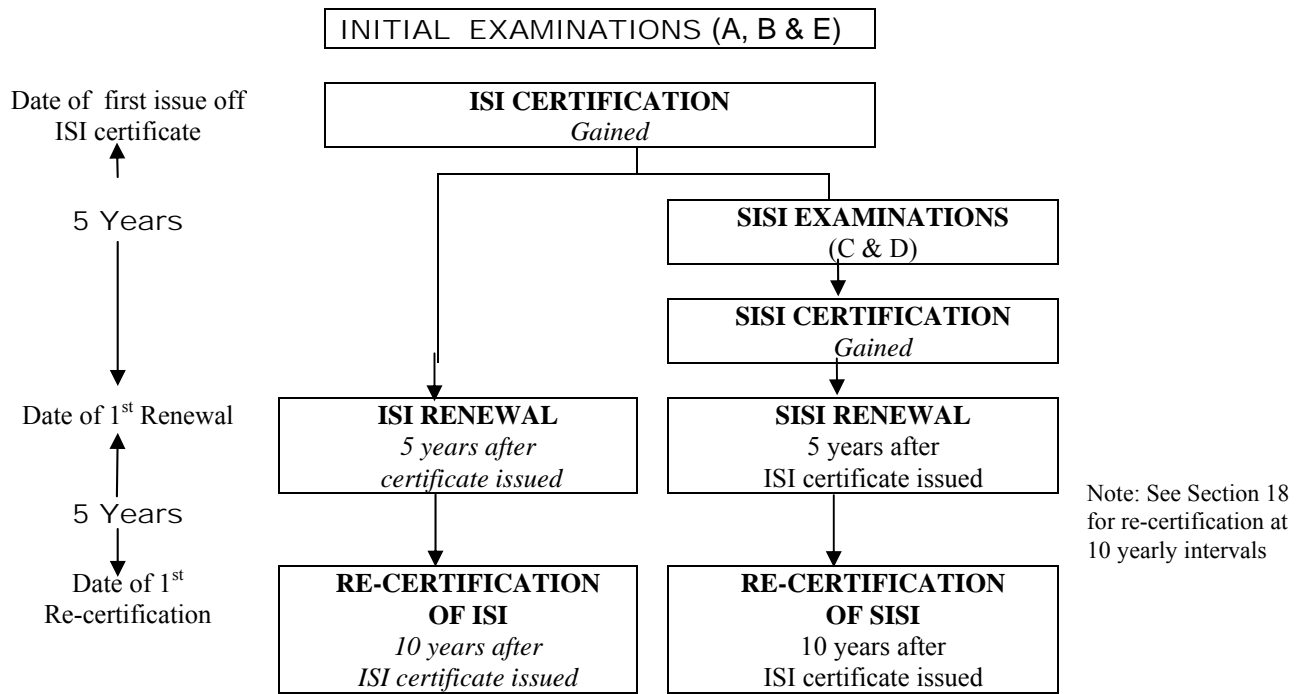 INITIAL EXAMINATIONS (A, B & E)
Date of first issue off
ISI certificate
ISI CERTIFICATION
Gained
5 Years
SISI EXAMINATIONS
(C & D)
SISI CERTIFICATION
Gained
Date of 1st Renewal
ISI RENEWAL
5 years after
certificate issued
SISI RENEWAL
5 years after
ISI certificate issued
Note: See Section 18
for re-certification at
10 yearly intervals
5 Years
Date of 1st
Re-certification
RE-CERTIFICATION
OF ISI
10 years after
ISI certificate issued
RE-CERTIFICATION
OF SISI
10 years after
ISI certificate issued